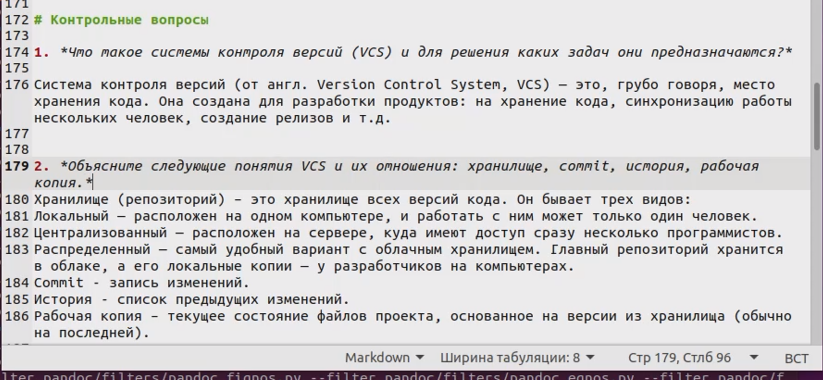 171
172 # Контрольные вопросы
173
174 1. *Что такое системы контроля версий (VCS) и для решения каких задач они предназначаются?*
175
176 Система контроля версий (от англ. Version Control System, VCS) — это, грубо говоря, место
хранения кода. Она создана для разработки продуктов: на хранение кода, синхронизацию работы
нескольких человек, создание релизов и т.д.
177
178
179 2. *Объясните следующие понятия VCS и их отношения: хранилище, commit, история, рабочая
копия.*
180 Хранилище (репозиторий) – это хранилище всех версий кода. Он бывает трех видов:
181 Локальный — расположен на одном компьютере, и работать с ним может только один человек.
182 Централизованный — расположен на сервере, куда имеют доступ сразу несколько программистов.
183 Распределенный — самый удобный вариант с облачным хранилищем. Главный репозиторий хранится
в облаке, а его локальные копии — у разработчиков на компьютерах.
184 Commit - запись изменений.
185 История - список предыдущих изменений.
186 Рабочая копия – текущее состояние файлов проекта, основанное на версии из хранилища (обычно
на последней).
Markdown Ширина табуляции: 8 Стр 179, Стлб 96 ВСТ
lter pandoc/filters/pandoc_fignos.py --filter pandoc/filters/pandoc_eqnos.py --filter pandoc/f